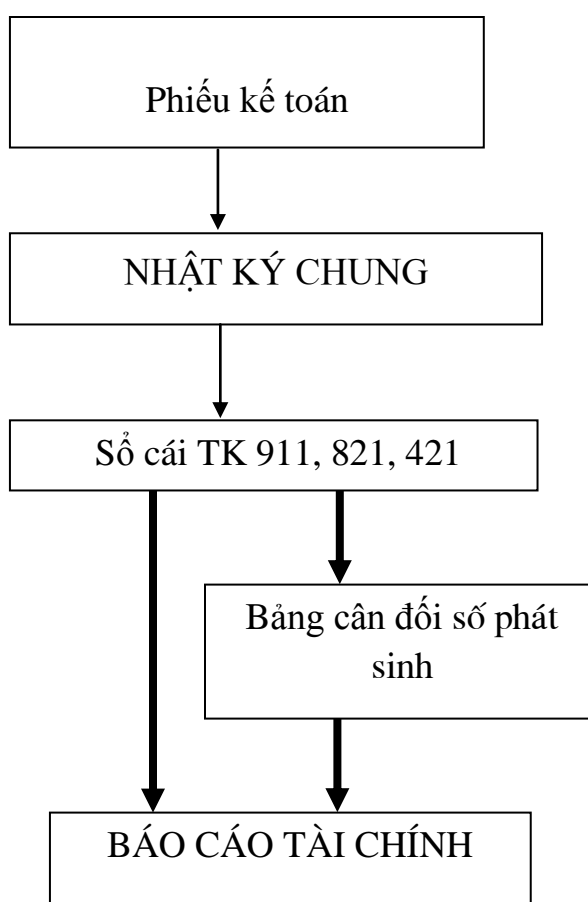 Phiếu kế toán
NHẬT KÝ CHUNG
Sổ cái TK 911, 821, 421
Bảng cân đối số phát
sinh
BÁO CÁO TÀI CHÍNH